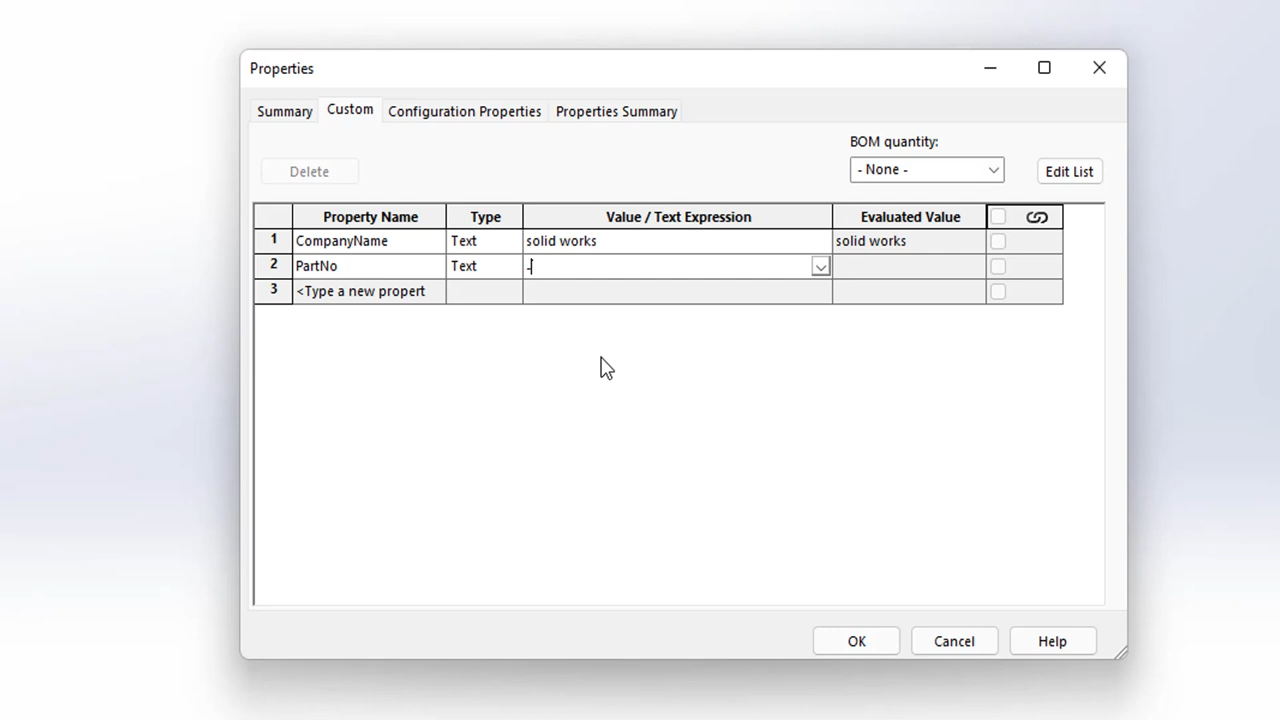 Properties
Summary Custom Configuration Properties Properties Summary
BOM quantity:
Delete - None - Edit List
Property Name Type Value / Text Expression Evaluated Value
1 CompanyName Text solid works solid works
2 PartNo Text -
3 <Type a new propert
OK Cancel Help